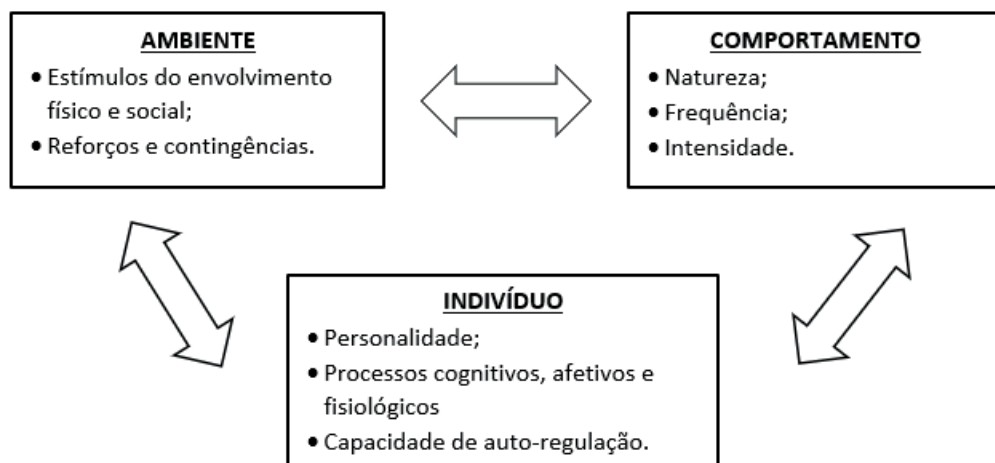 AMBIENTE
• Estímulos do envolvimento
físico e social;
• Reforços e contingências.
COMPORTAMENTO
• Natureza;
• Frequência;
• Intensidade.
INDIVÍDUO
• Personalidade;
• Processos cognitivos, afetivos e
fisiológicos
• Capacidade de auto-regulação.